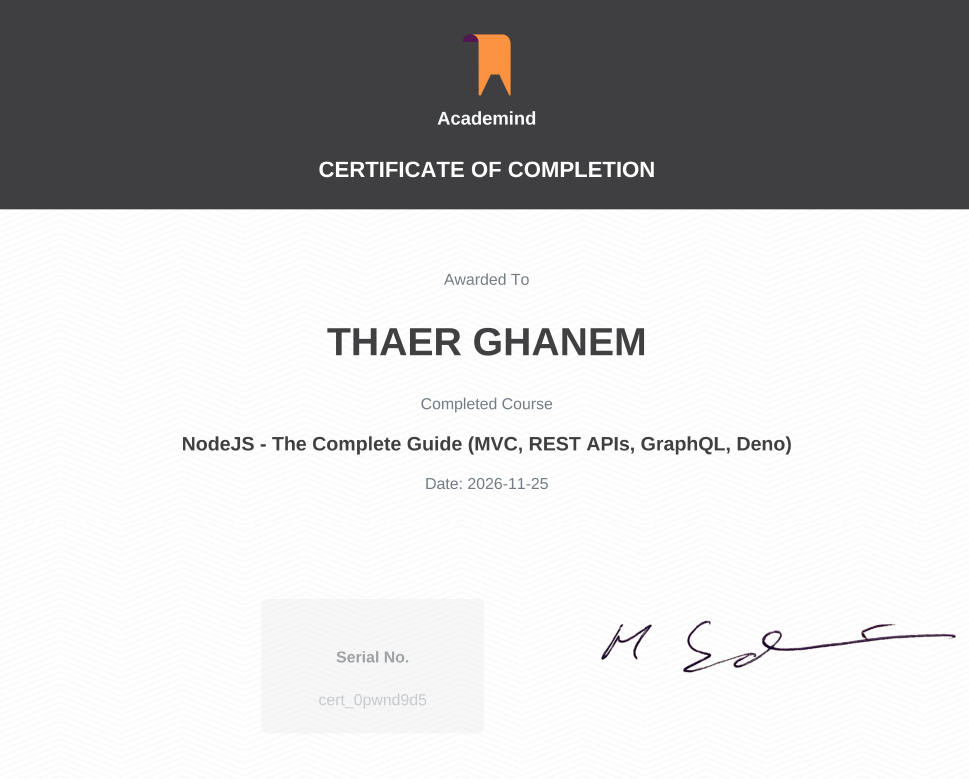 Academind
CERTIFICATE OF COMPLETION
Awarded To
THAER GHANEM
Completed Course
NodeJS - The Complete Guide (MVC, REST APIs, GraphQL, Deno)
Date: 2026-11-25
Serial No.
cert_0pwnd9d5